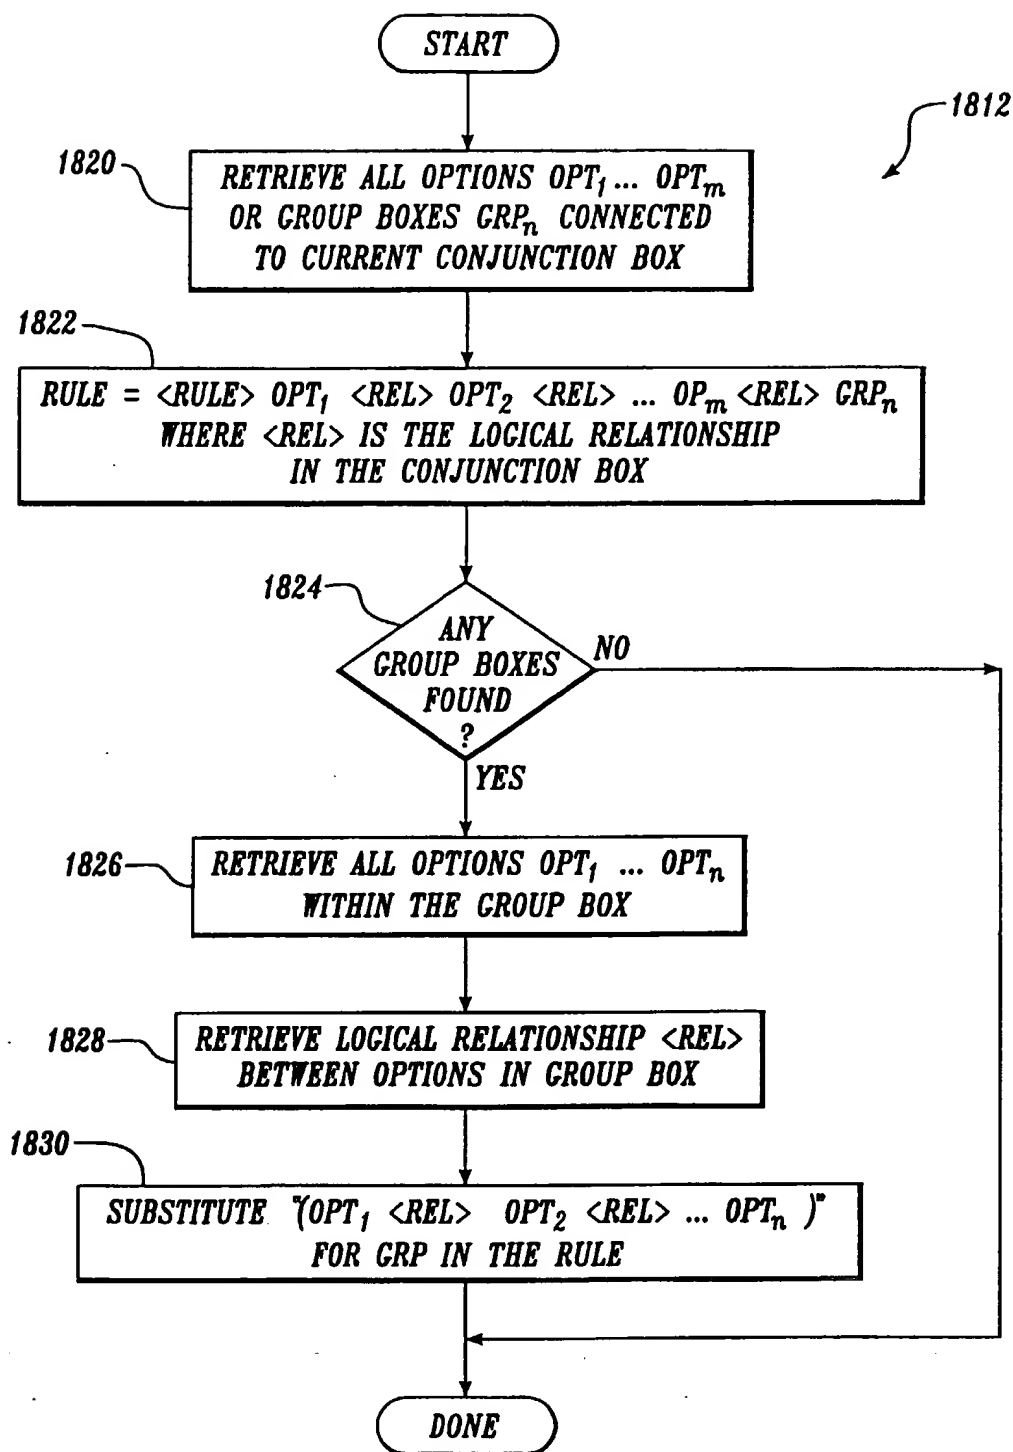 START
1812
1820
RETRIEVE ALL OPTIONS OPT₁ ... OPTₘ
OR GROUP BOXES GRPₙ CONNECTED
TO CURRENT CONJUNCTION BOX
1822
RULE = <RULE> OPT₁ <REL> OPT₂ <REL> ... OPₘ <REL> GRPₙ
WHERE <REL> IS THE LOGICAL RELATIONSHIP
IN THE CONJUNCTION BOX
1824
ANY
GROUP BOXES
FOUND
?
NO
YES
1826
RETRIEVE ALL OPTIONS OPT₁ ... OPTₙ
WITHIN THE GROUP BOX
1828
RETRIEVE LOGICAL RELATIONSHIP <REL>
BETWEEN OPTIONS IN GROUP BOX
1830
SUBSTITUTE "(OPT₁ <REL> OPT₂ <REL> ... OPTₙ )"
FOR GRP IN THE RULE
DONE